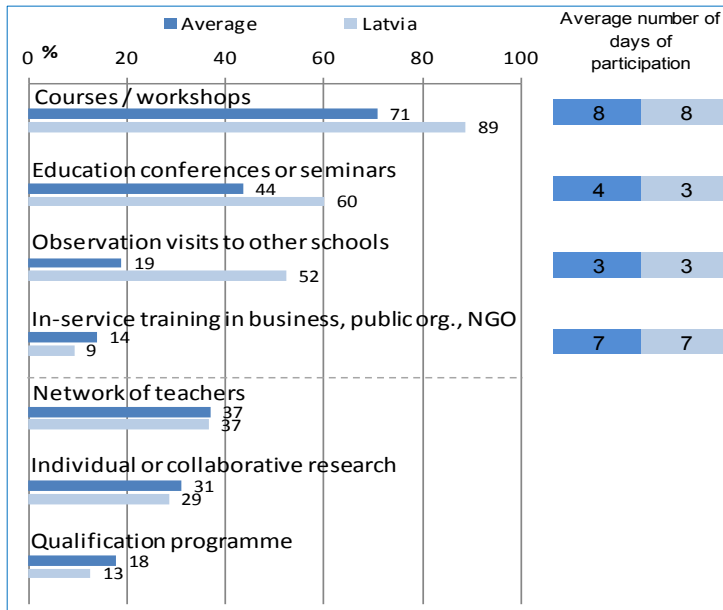 Average Latvia
Average number of
days of
participation
0 % 20 40 60 80 100
Courses / workshops
71
89
8 8
Education conferences or seminars
44
60
4 3
Observation visits to other schools
19
52
3 3
In-service training in business, public org., NGO
14
9
7 7
Network of teachers
37
37
Individual or collaborative research
31
29
Qualification programme
18
13